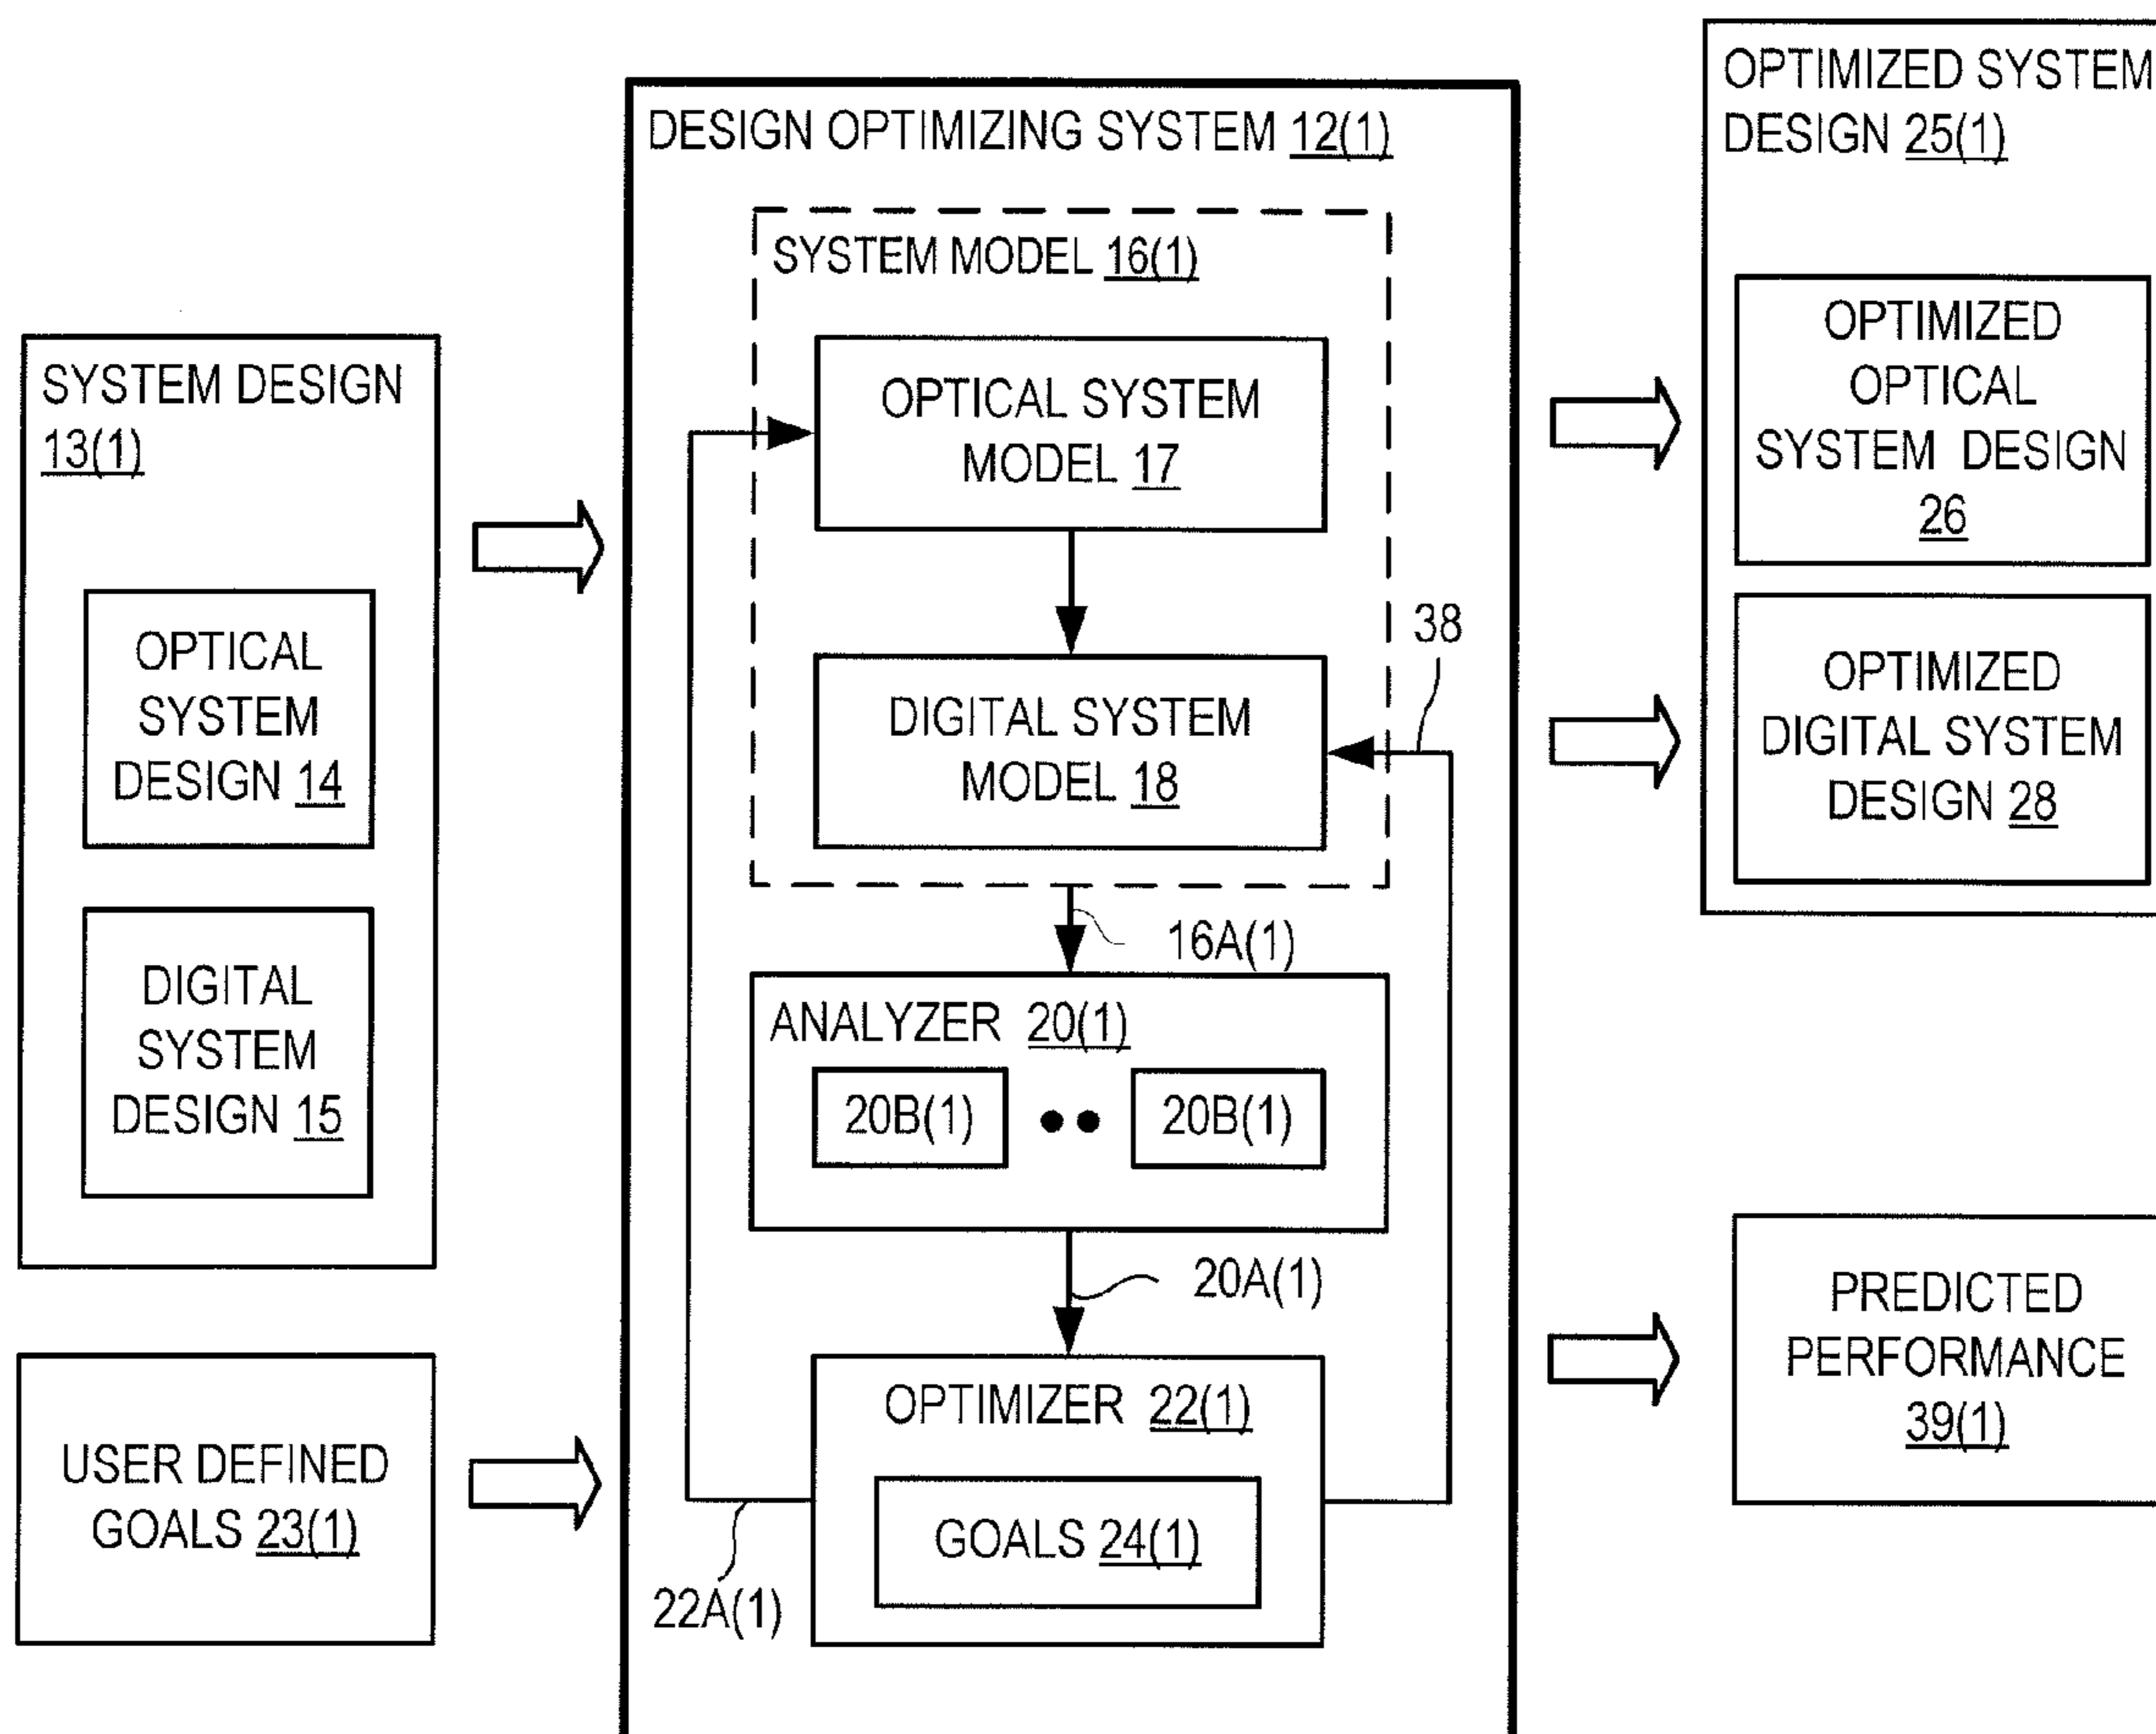 SYSTEM DESIGN
13(1)
OPTICAL
SYSTEM
DESIGN 14
DIGITAL
SYSTEM
DESIGN 15
USER DEFINED
GOALS 23(1)
DESIGN OPTIMIZING SYSTEM 12(1)
SYSTEM MODEL 16(1)
OPTICAL SYSTEM
MODEL 17
DIGITAL SYSTEM
MODEL 18
38
16A(1)
ANALYZER 20(1)
20B(1) •• 20B(1)
20A(1)
OPTIMIZER 22(1)
GOALS 24(1)
22A(1)
OPTIMIZED SYSTEM
DESIGN 25(1)
OPTIMIZED
OPTICAL
SYSTEM DESIGN
26
OPTIMIZED
DIGITAL SYSTEM
DESIGN 28
PREDICTED
PERFORMANCE
39(1)